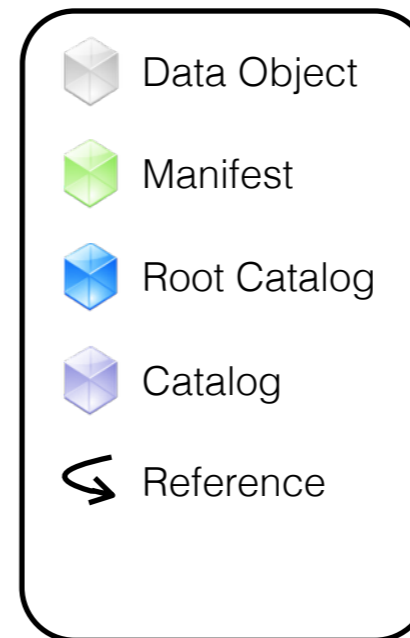 Data Object
Manifest
Root Catalog
Catalog
Reference